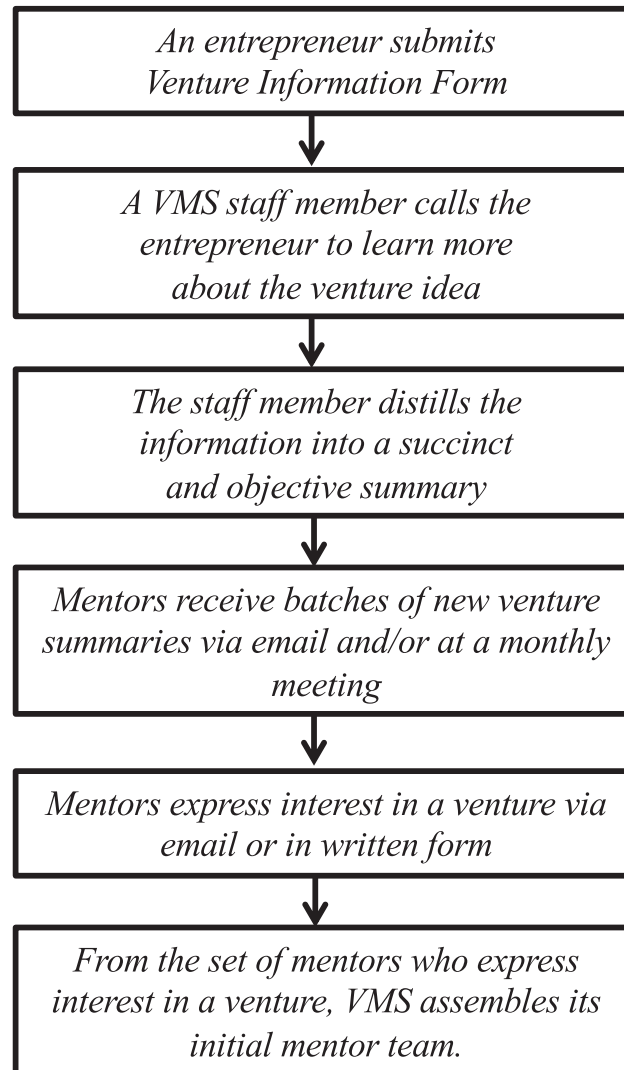 An entrepreneur submits
Venture Information Form
A VMS staff member calls the
entrepreneur to learn more
about the venture idea
The staff member distills the
information into a succinct
and objective summary
Mentors receive batches of new venture
summaries via email and/or at a monthly
meeting
Mentors express interest in a venture via
email or in written form
From the set of mentors who express
interest in a venture, VMS assembles its
initial mentor team.